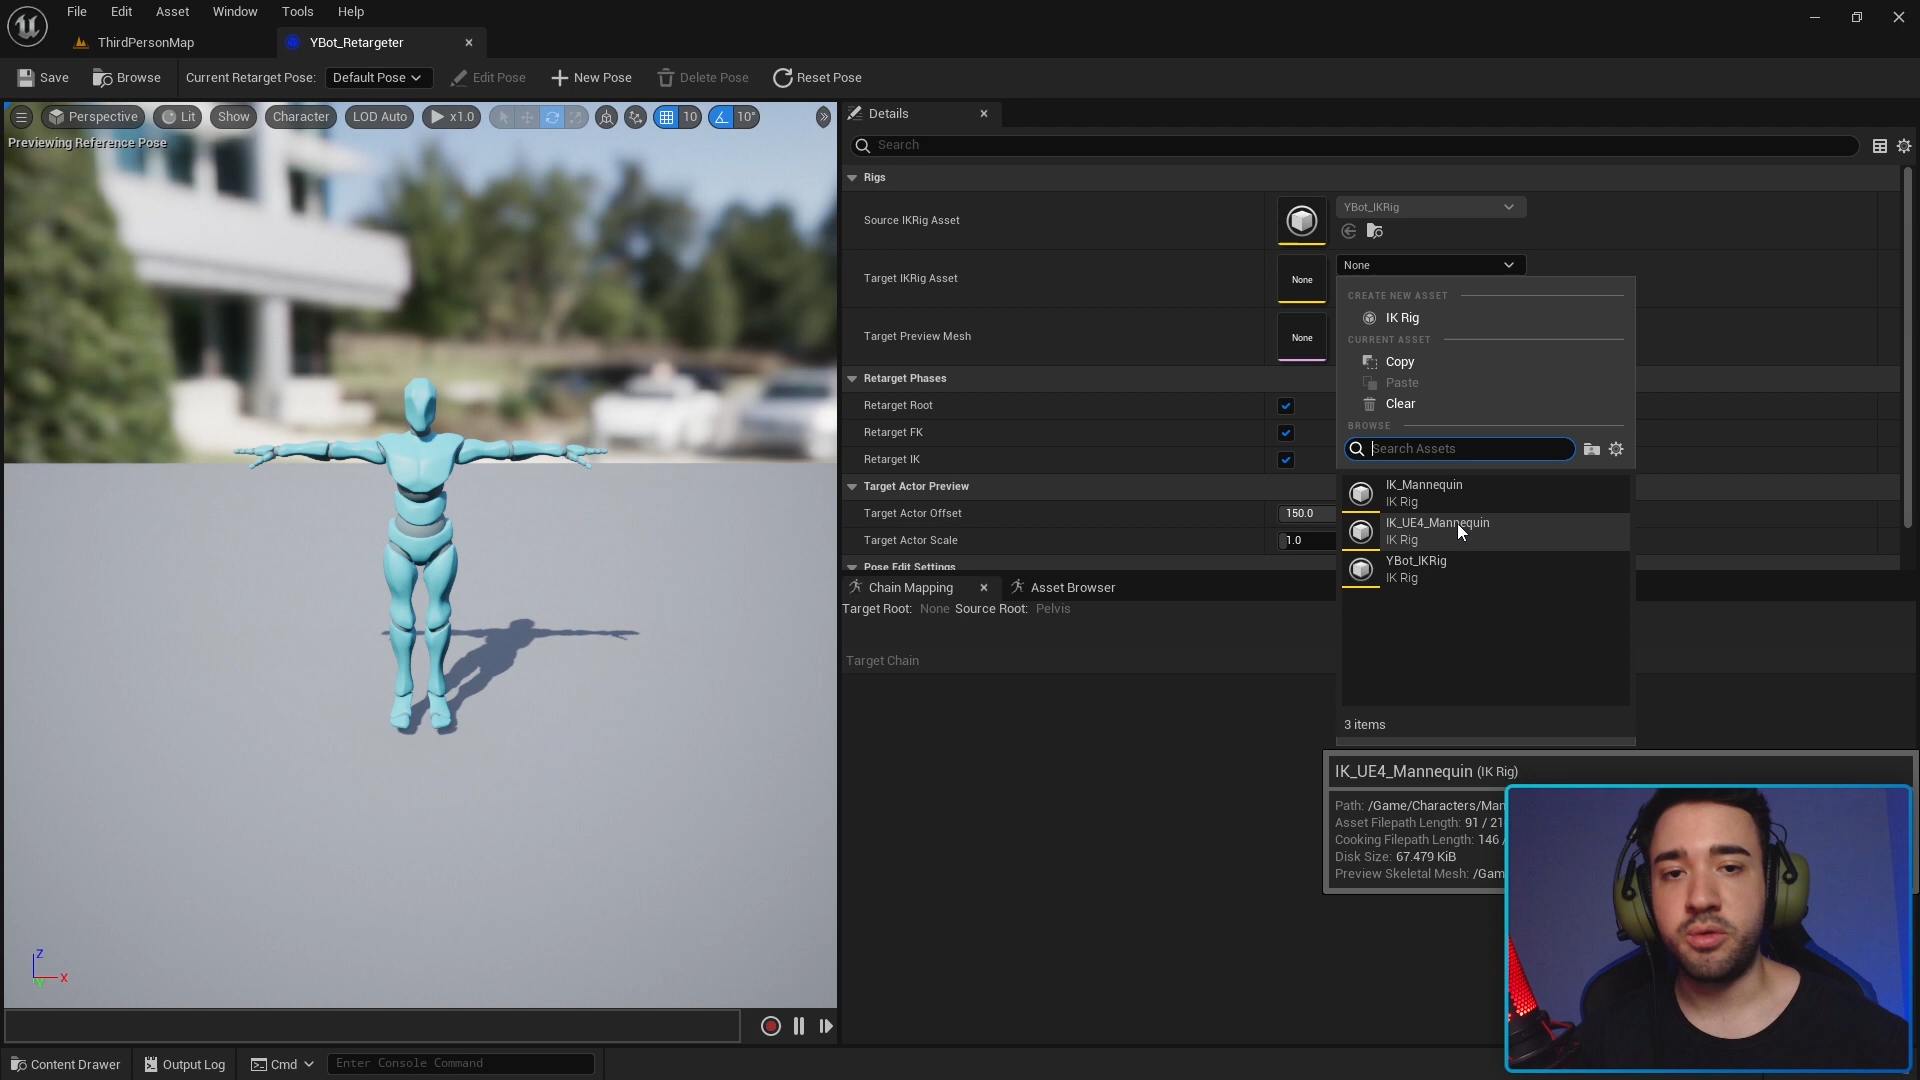 File Edit Asset Window Tools Help
ThirdPersonMap
YBot_Retargeter
Save
Browse
Current Retarget Pose:
Default Pose
Edit Pose
New Pose
Delete Pose
Reset Pose
Perspective
Lit
Show
Character
LOD Auto
x1.0
10
10°
Previewing Reference Pose
Z
X
Y
Details
Search
Rigs
Source IKRig Asset
YBot_IKRig
Target IKRig Asset
None
None
Target Preview Mesh
None
Retarget Phases
Retarget Root
Retarget FK
Retarget IK
Target Actor Preview
Target Actor Offset
150.0
Target Actor Scale
1.0
Pose Edit Settings
CREATE NEW ASSET
IK Rig
CURRENT ASSET
Copy
Paste
Clear
BROWSE
Search Assets
IK_Mannequin
IK Rig
IK_UE4_Mannequin
IK Rig
YBot_IKRig
IK Rig
3 items
Chain Mapping
Asset Browser
Target Root: None Source Root: Pelvis
Target Chain
IK_UE4_Mannequin (IK Rig)
Path: /Game/Characters/Man
Asset Filepath Length: 91 / 21
Cooking Filepath Length: 146 /
Disk Size: 67.479 KiB
Preview Skeletal Mesh: /Gam
Content Drawer
Output Log
Cmd
Enter Console Command